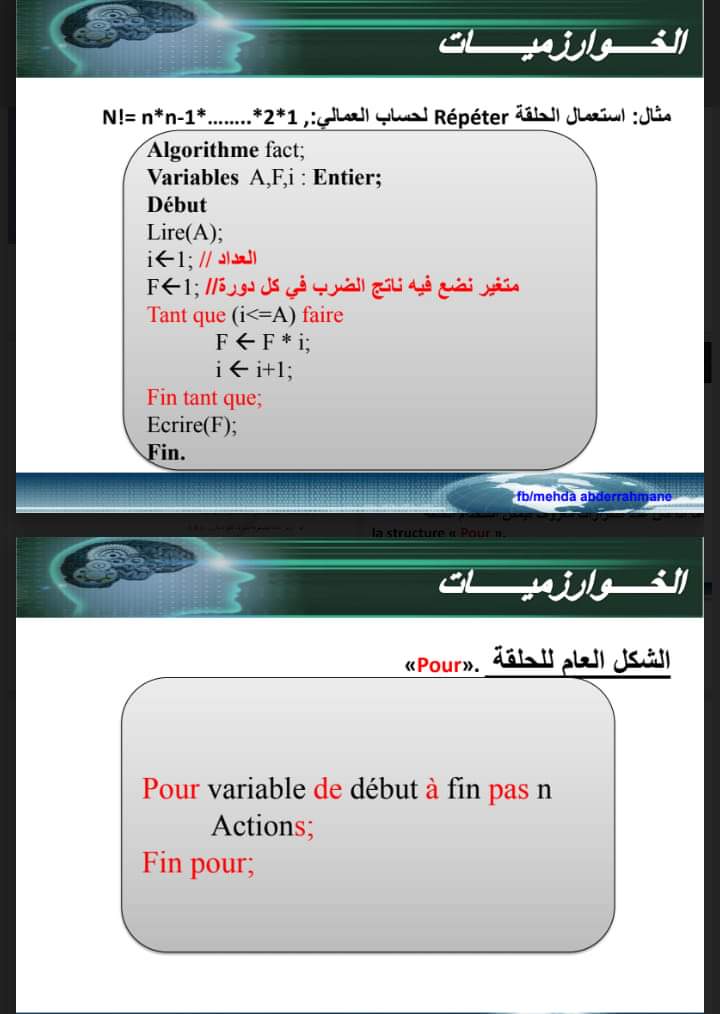 الخـــوارزميـــات
مثال: استعمال الحلقة Répéter لحساب العاملي:
N!= n*n-1* ........ *2*1 ,
Algorithme fact;
Variables A,F,i : Entier;
Début
Lire(A);
i←1; // العداد
F←1; // متغير نضع فيه ناتج الضرب في كل دورة
Tant que (i<=A) faire
F ← F * i;
i ← i+1;
Fin tant que;
Ecrire(F);
Fin.
fb/mehda abderrahmane
la structure « Pour ».
الخـــوارزميـــات
الشكل العام للحلقة «Pour».
Pour variable de début à fin pas n
Actions;
Fin pour;